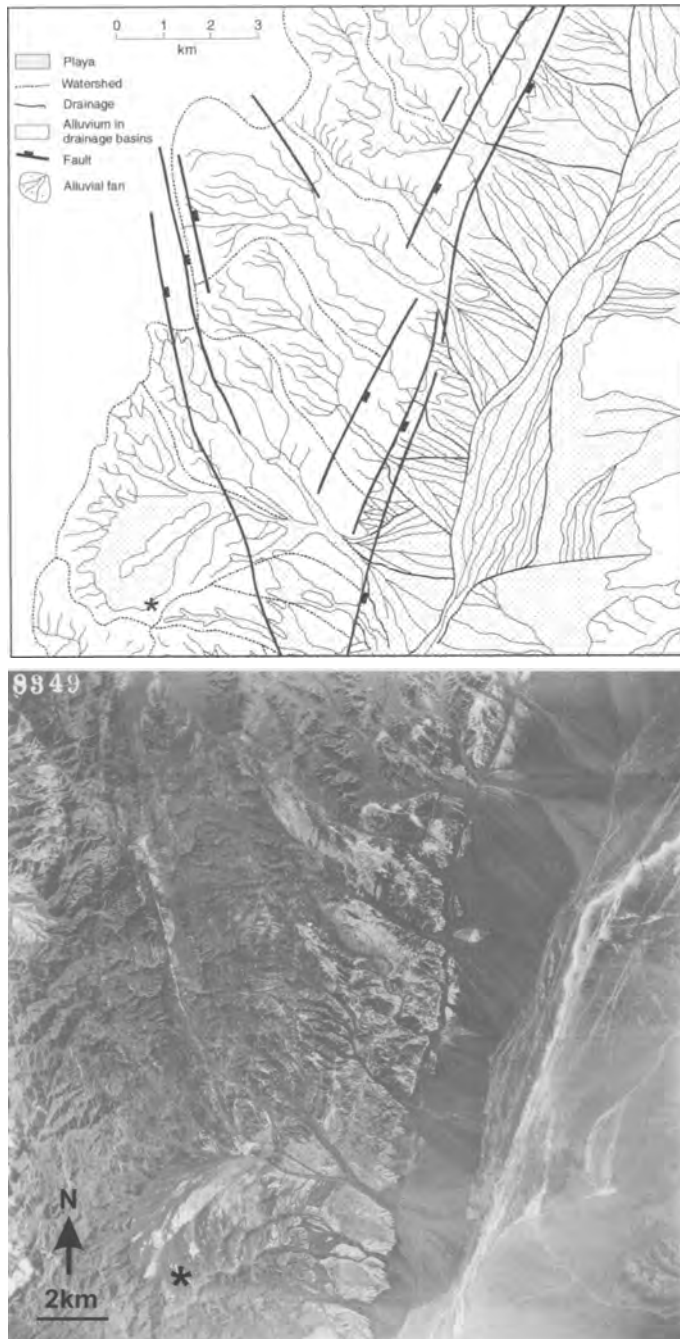 0 1 2 3
km
Playa
Watershed
Drainage
Alluvium in
drainage basins
Fault
Alluvial fan
*
8349
N
*
2km